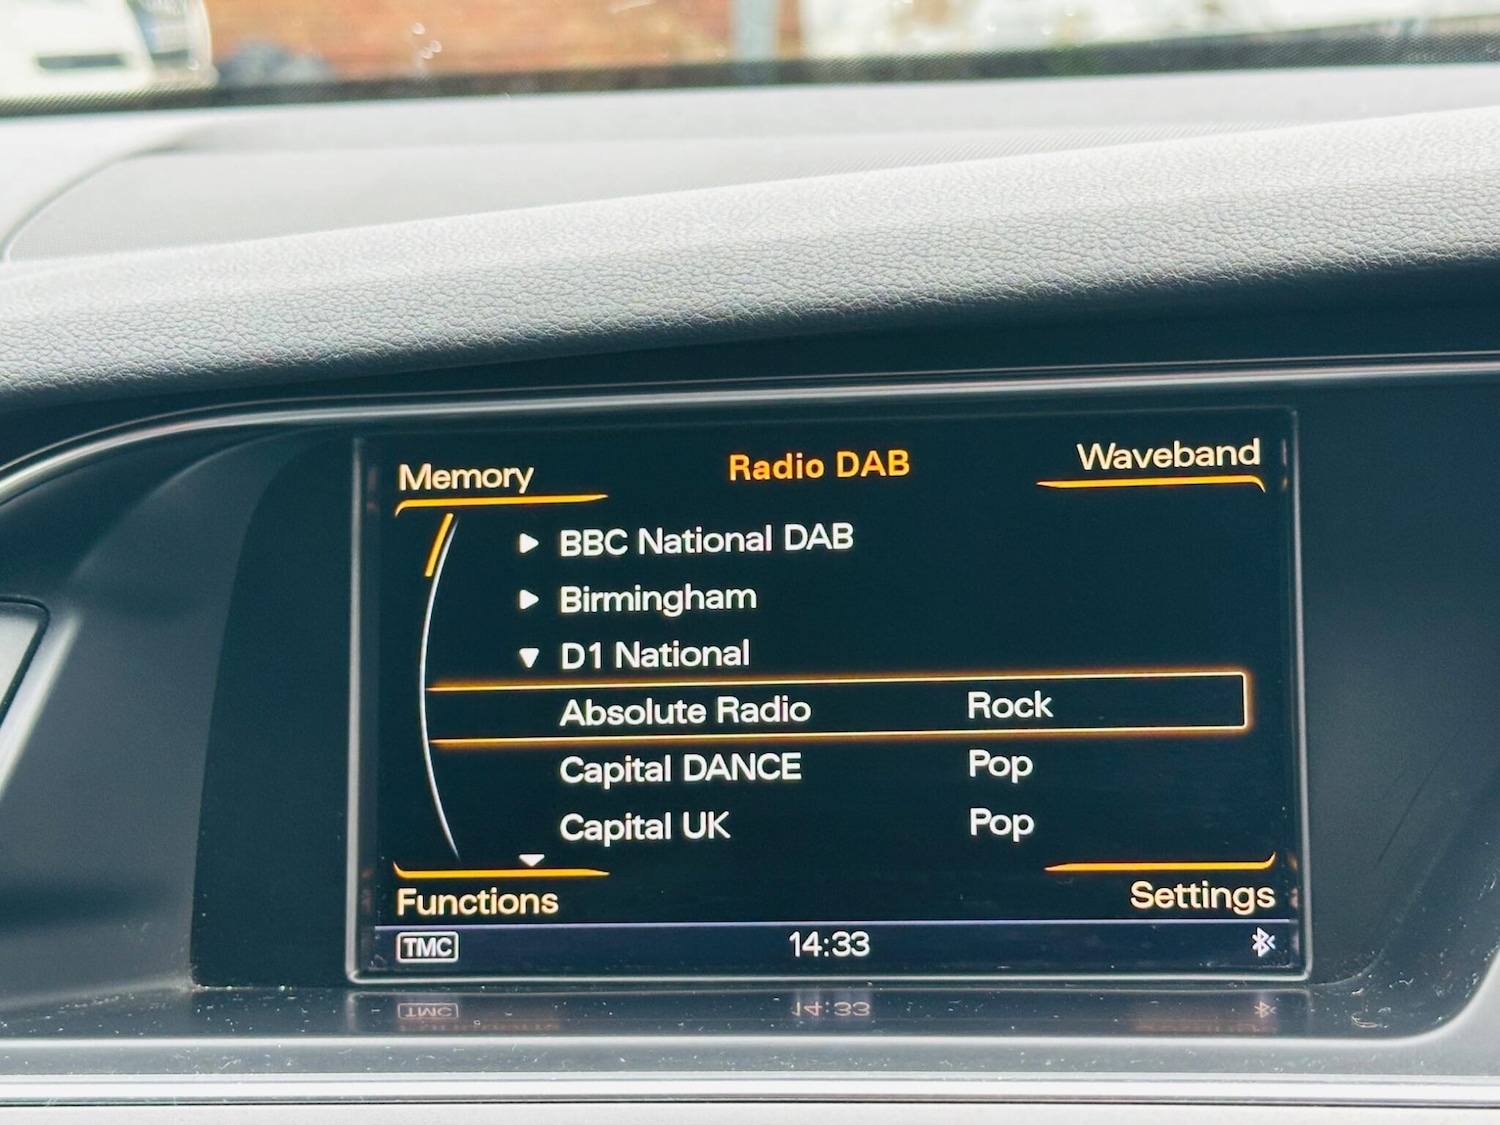 Memory Radio DAB Waveband
BBC National DAB
Birmingham
D1 National
Absolute Radio Rock
Capital DANCE Pop
Capital UK Pop
Functions Settings
TMC 14:33